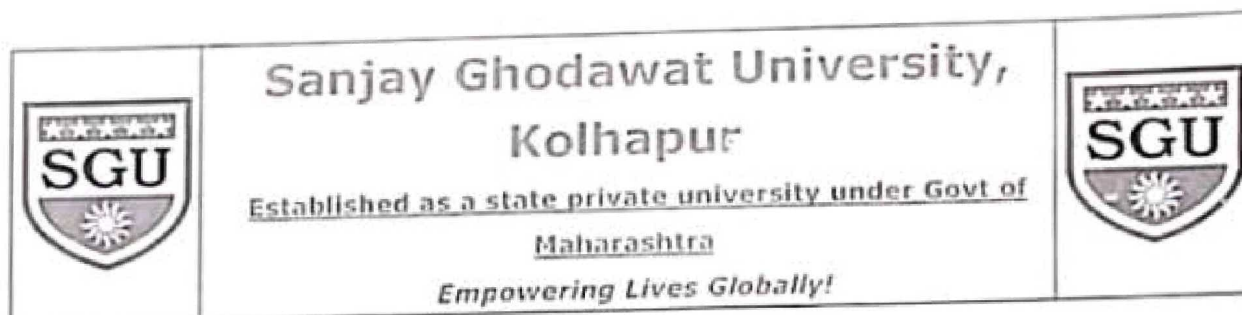 SGU
Sanjay Ghodawat University,
Kolhapur
Established as a state private university under Govt of
Maharashtra
Empowering Lives Globally!
SGU